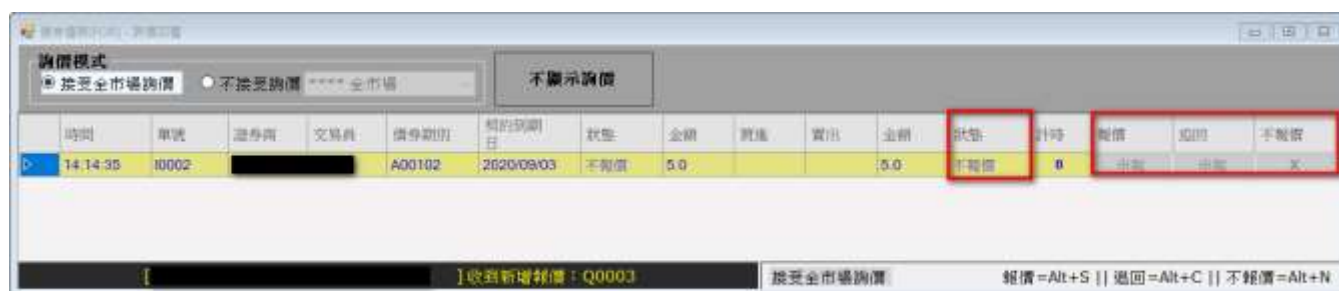 詢價模式
接受全市場詢價 不接受詢價 **** 全市場 不顯示詢價
時間 單號 證券商 交易員 債券期別 契約到期日 狀態 金額 買進 賣出 金額 狀態 計時 報價 退回 不報價
14:14:35 I0002 A00102 2020/09/03 不報價 5.0 5.0 不報價 0 X
[ ] 收到新增報價：Q0003 接受全市場詢價 報價=Alt+S || 退回=Alt+C || 不報價=Alt+N